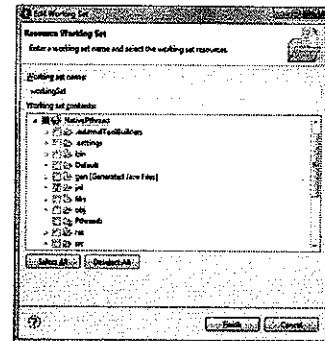 Edit Working Set
Resource Working Set
Enter a working set name and select the working set resources.
Working set name:
workingSet
Working set contents:
NativePthread
.externalToolBuilders
.settings
bin
Default
gen [Generated Java Files]
jni
libs
obj
Pthreads
res
src
Select All
Deselect All
Finish
Cancel